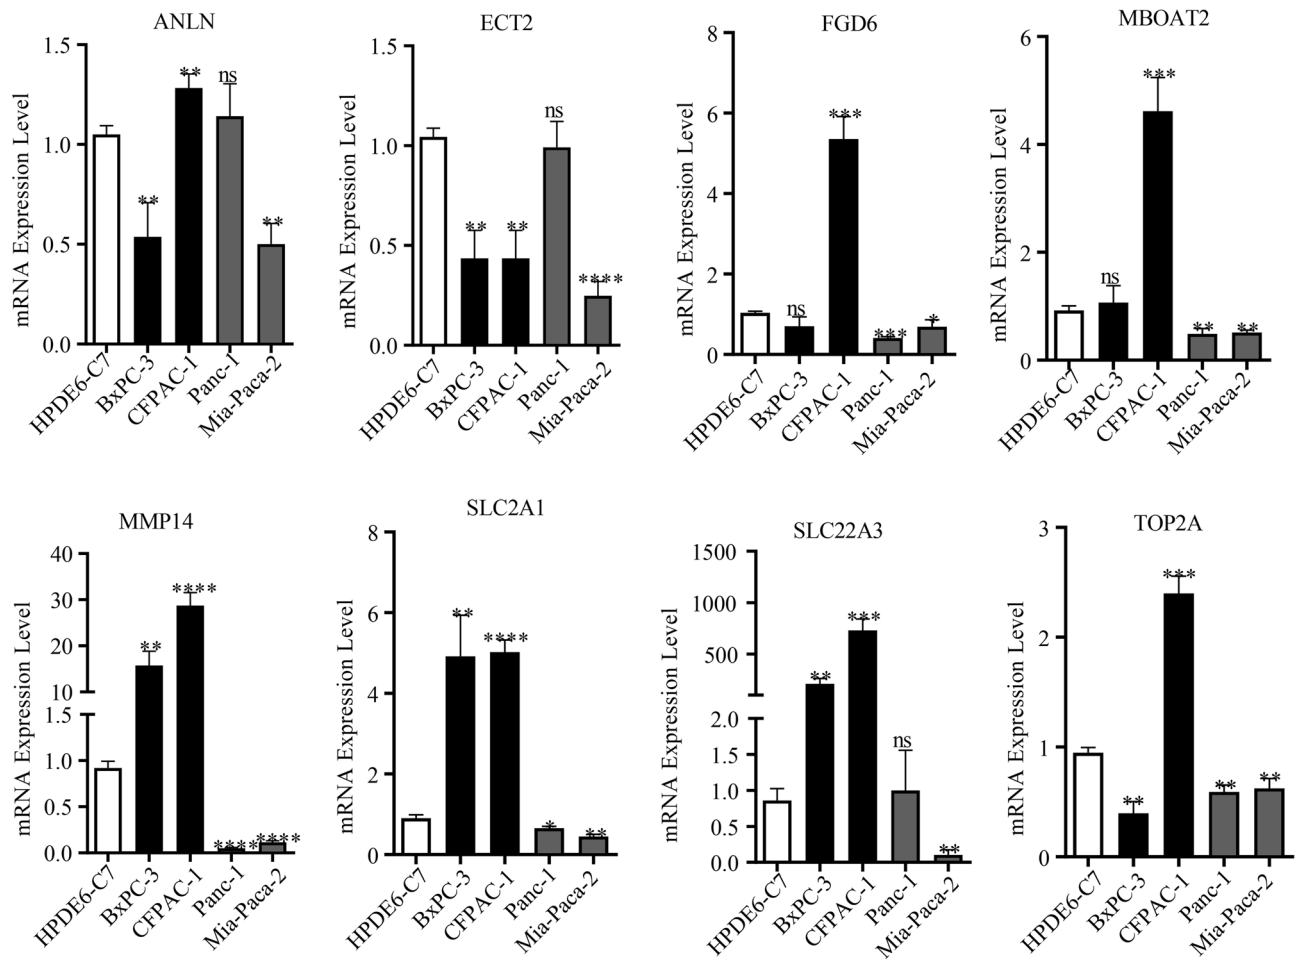 ANLN
mRNA Expression Level
1.5
1.0
0.5
0.0
**
**
ns
**
HPDE6-C7
BxPC-3
CFPAC-1
Panc-1
Mia-Paca-2
ECT2
mRNA Expression Level
1.5
1.0
0.5
0.0
**
**
ns
****
HPDE6-C7
BxPC-3
CFPAC-1
Panc-1
Mia-Paca-2
FGD6
mRNA Expression Level
8
6
4
2
0
ns
***
***
*
HPDE6-C7
BxPC-3
CFPAC-1
Panc-1
Mia-Paca-2
MBOAT2
mRNA Expression Level
6
4
2
0
ns
***
**
**
HPDE6-C7
BxPC-3
CFPAC-1
Panc-1
Mia-Paca-2
MMP14
mRNA Expression Level
40
30
20
10
1.5
1.0
0.5
0.0
**
****
****
****
HPDE6-C7
BxPC-3
CFPAC-1
Panc-1
Mia-Paca-2
SLC2A1
mRNA Expression Level
8
6
4
2
0
**
****
*
**
HPDE6-C7
BxPC-3
CFPAC-1
Panc-1
Mia-Paca-2
SLC22A3
mRNA Expression Level
1500
1000
500
2.0
1.5
1.0
0.5
0.0
**
***
ns
**
HPDE6-C7
BxPC-3
CFPAC-1
Panc-1
Mia-Paca-2
TOP2A
mRNA Expression Level
3
2
1
0
**
***
**
**
HPDE6-C7
BxPC-3
CFPAC-1
Panc-1
Mia-Paca-2